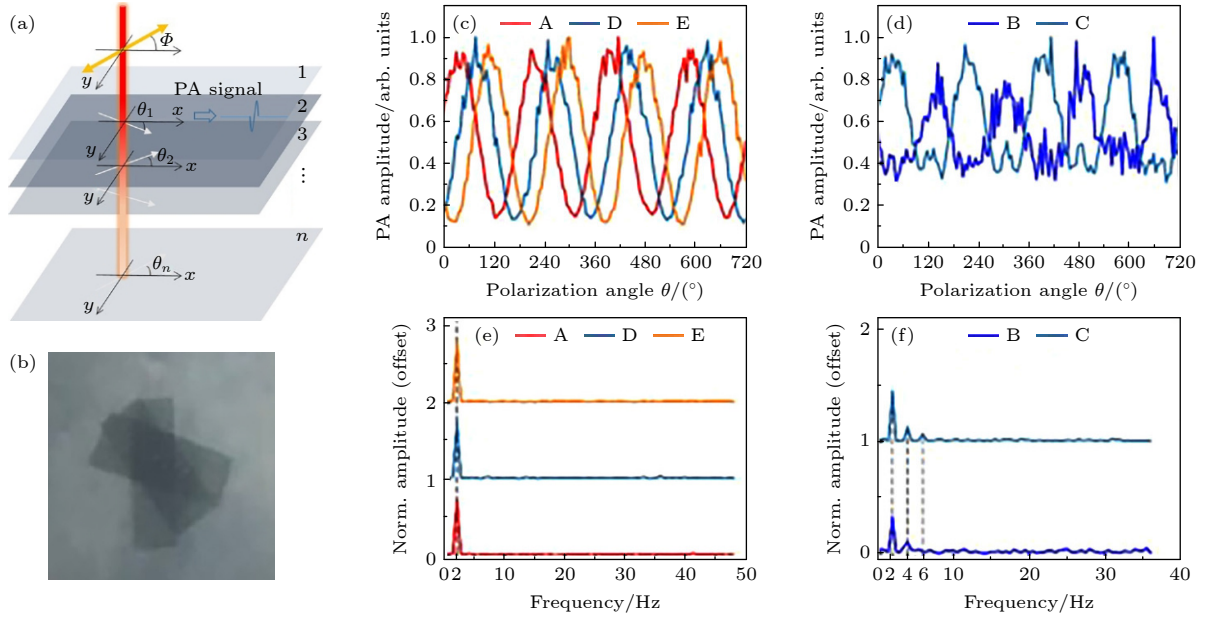 (a)
Φ
y
1
PA signal
2
θ1
x
3
y
θ2
x
y
⋮
n
θn
x
y
(b)
(c)
A D E
PA amplitude/arb. units
1.0
0.8
0.6
0.4
0.2
0
0 120 240 360 480 600 720
Polarization angle θ/(°)
(d)
B C
PA amplitude/arb. units
1.0
0.8
0.6
0.4
0.2
0
0 120 240 360 480 600 720
Polarization angle θ/(°)
(e)
A D E
Norm. amplitude (offset)
3
2
1
0
0 2 10 20 30 40 50
Frequency/Hz
(f)
B C
Norm. amplitude (offset)
2
1
0
0 2 4 6 10 20 30 40
Frequency/Hz